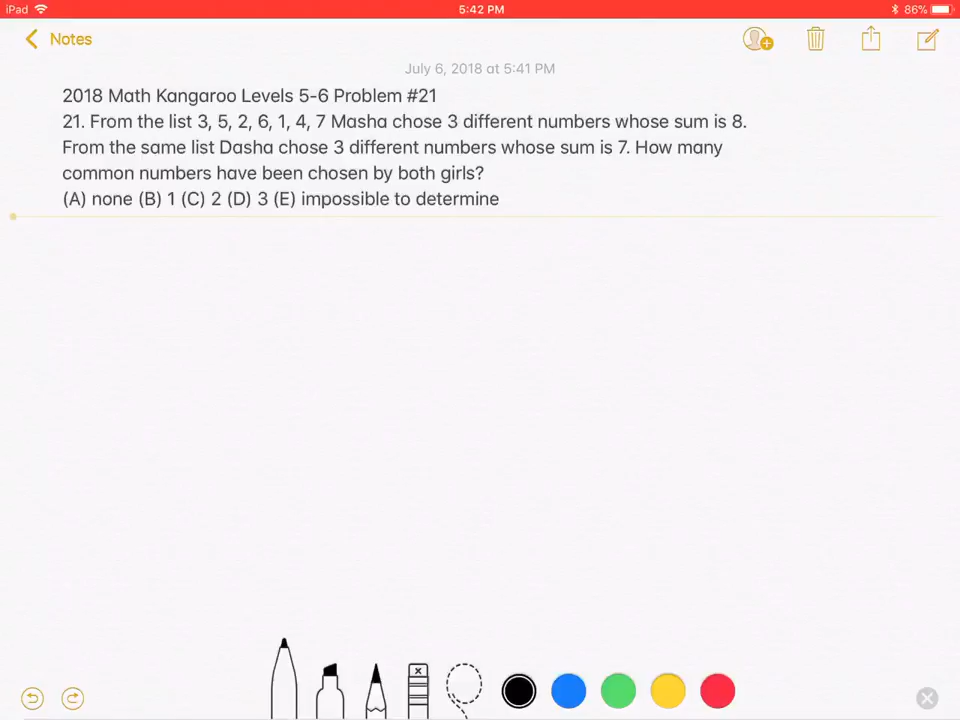 iPad 5:42 PM 86%
Notes
July 6, 2018 at 5:41 PM
2018 Math Kangaroo Levels 5-6 Problem #21
21. From the list 3, 5, 2, 6, 1, 4, 7 Masha chose 3 different numbers whose sum is 8.
From the same list Dasha chose 3 different numbers whose sum is 7. How many
common numbers have been chosen by both girls?
(A) none (B) 1 (C) 2 (D) 3 (E) impossible to determine